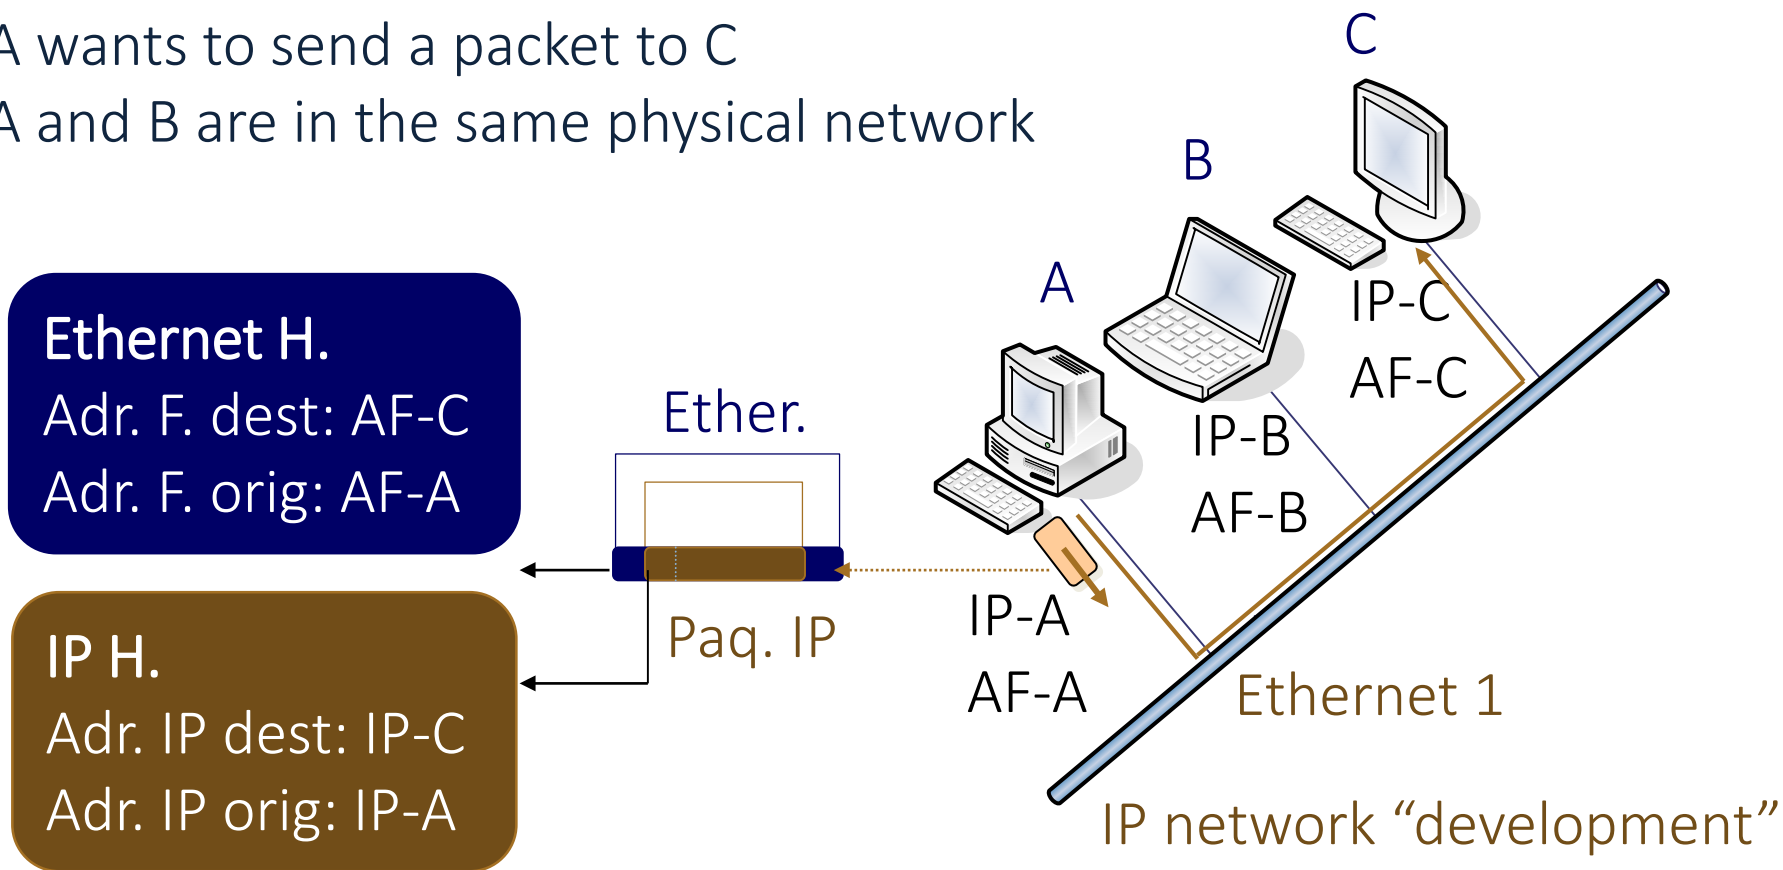 A wants to send a packet to C
A and B are in the same physical network
C
B
A
IP-C
AF-C
IP-B
AF-B
IP-A
AF-A
Ethernet H.
Adr. F. dest: AF-C
Adr. F. orig: AF-A
Ether.
Paq. IP
IP H.
Adr. IP dest: IP-C
Adr. IP orig: IP-A
Ethernet 1
IP network “development”